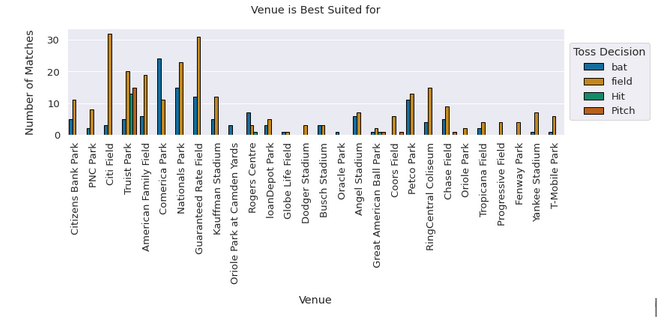 Venue is Best Suited for
Number of Matches
30
20
10
0
Toss Decision
bat
field
Hit
Pitch
Citizens Bank Park
PNC Park
Citi Field
Truist Park
American Family Field
Comerica Park
Nationals Park
Guaranteed Rate Field
Kauffman Stadium
Oriole Park at Camden Yards
Rogers Centre
loanDepot Park
Globe Life Field
Dodger Stadium
Busch Stadium
Oracle Park
Angel Stadium
Great American Ball Park
Coors Field
Petco Park
RingCentral Coliseum
Chase Field
Oriole Park
Tropicana Field
Progressive Field
Fenway Park
Yankee Stadium
T-Mobile Park
Venue